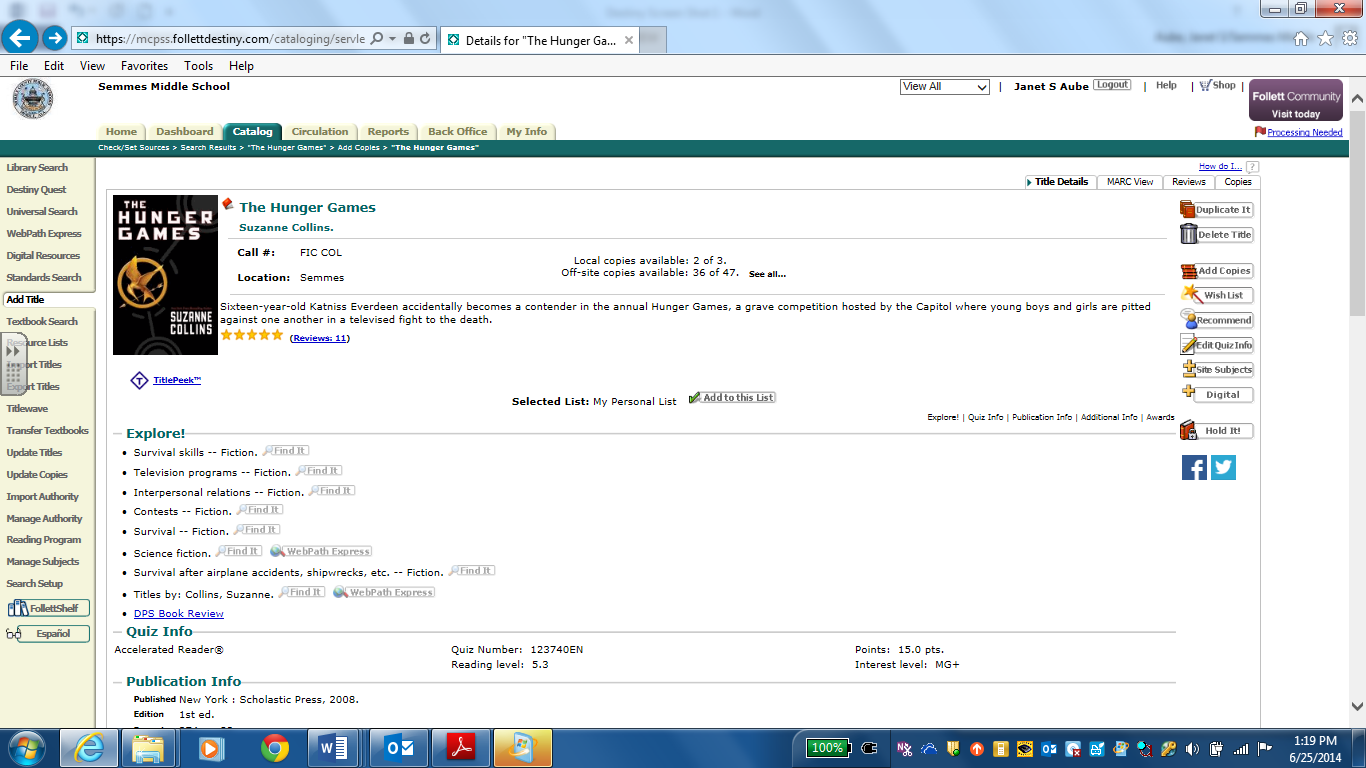 https://mcpss.follettdestiny.com/cataloging/servle
Details for "The Hunger Ga...
File Edit View Favorites Tools Help
Semmes Middle School
View All
Janet S Aube
Logout
Help
Shop
Follett Community
Visit today
Processing Needed
Home Dashboard Catalog Circulation Reports Back Office My Info
Check/Set Sources > Search Results > "The Hunger Games" > Add Copies > "The Hunger Games"
How do I... ?
Title Details MARC View Reviews Copies
Library Search
Destiny Quest
Universal Search
WebPath Express
Digital Resources
Standards Search
Add Title
Textbook Search
Resource Lists
Import Titles
Export Titles
Titlewave
Transfer Textbooks
Update Titles
Update Copies
Import Authority
Manage Authority
Reading Program
Manage Subjects
Search Setup
FollettShelf
Español
THE
HUNGER
GAMES
SUZANNE
COLLINS
The Hunger Games
Suzanne Collins.
Call #: FIC COL
Location: Semmes
Local copies available: 2 of 3.
Off-site copies available: 36 of 47. See all...
Sixteen-year-old Katniss Everdeen accidentally becomes a contender in the annual Hunger Games, a grave competition hosted by the Capitol where young boys and girls are pitted
against one another in a televised fight to the death.
(Reviews: 11)
T TitlePeek™
Selected List: My Personal List Add to this List
Explore! | Quiz Info | Publication Info | Additional Info | Awards
Duplicate It
Delete Title
Add Copies
Wish List
Recommend
Edit Quiz Info
Site Subjects
Digital
Hold It!
Explore!
• Survival skills -- Fiction. Find It
• Television programs -- Fiction. Find It
• Interpersonal relations -- Fiction. Find It
• Contests -- Fiction. Find It
• Survival -- Fiction. Find It
• Science fiction. Find It WebPath Express
• Survival after airplane accidents, shipwrecks, etc. -- Fiction. Find It
• Titles by: Collins, Suzanne. Find It WebPath Express
• DPS Book Review
Quiz Info
Accelerated Reader® Quiz Number: 123740EN Points: 15.0 pts.
Reading level: 5.3 Interest level: MG+
Publication Info
Published New York : Scholastic Press, 2008.
Edition 1st ed.
100%
1:19 PM
6/25/2014